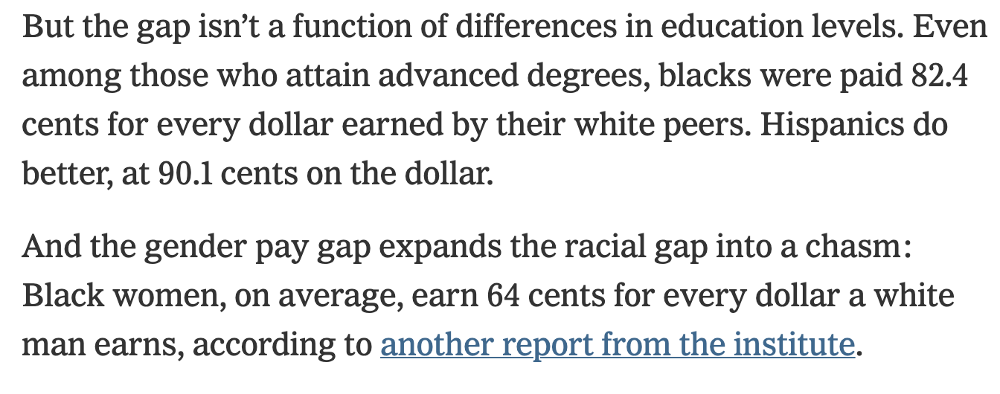 But the gap isn’t a function of differences in education levels. Even
among those who attain advanced degrees, blacks were paid 82.4
cents for every dollar earned by their white peers. Hispanics do
better, at 90.1 cents on the dollar.
And the gender pay gap expands the racial gap into a chasm:
Black women, on average, earn 64 cents for every dollar a white
man earns, according to another report from the institute.